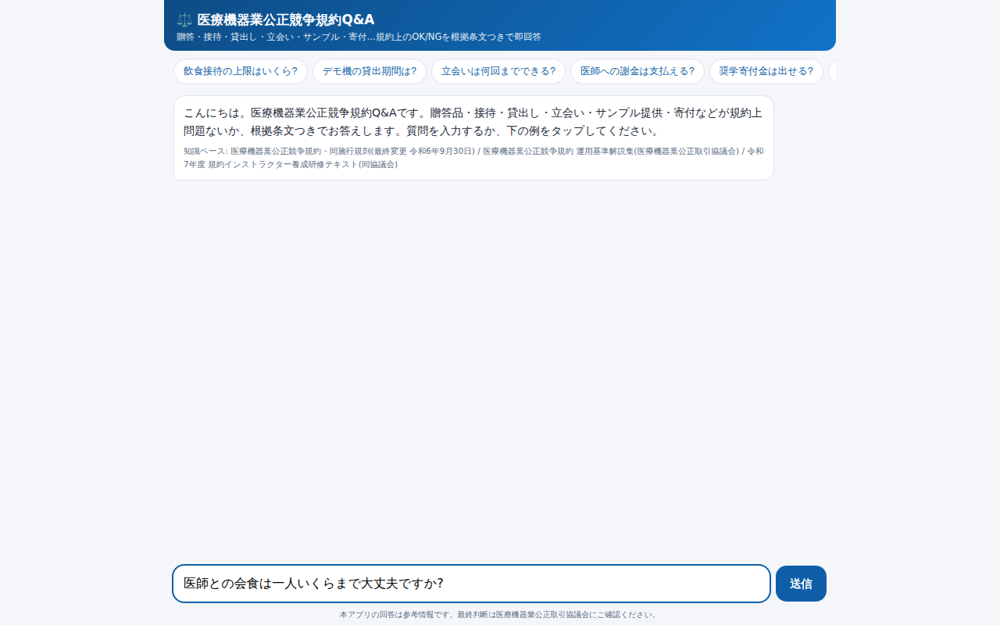 ⚖️ 医療機器業公正競争規約Q&A
贈答・接待・貸出し・立会い・サンプル・寄付…規約上のOK/NGを根拠条文つきで即回答
飲食接待の上限はいくら?
デモ機の貸出期間は?
立会いは何回までできる?
医師への謝金は支払える?
奨学寄付金は出せる?
こんにちは。医療機器業公正競争規約Q&Aです。贈答品・接待・貸出し・立会い・サンプル提供・寄付などが規約上
問題ないか、根拠条文つきでお答えします。質問を入力するか、下の例をタップしてください。
知識ベース: 医療機器業公正競争規約・同施行規則(最終変更 令和6年9月30日) / 医療機器業公正競争規約 運用基準解説集(医療機器業公正取引協議会) / 令和
7年度 規約インストラクター養成研修テキスト(同協議会)
医師との会食は一人いくらまで大丈夫ですか?
送信
本アプリの回答は参考情報です。最終判断は医療機器業公正取引協議会にご確認ください。